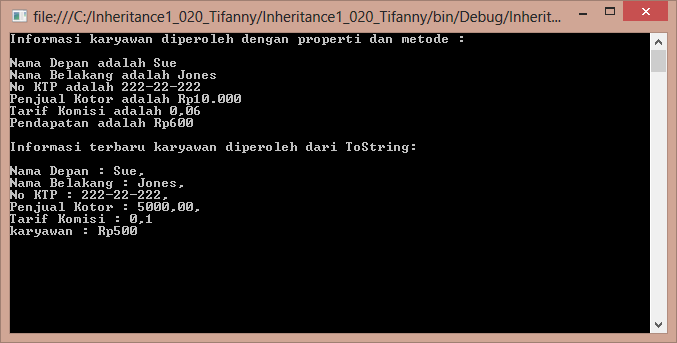 file:///C:/Inheritance1_020_Tifanny/Inheritance1_020_Tifanny/bin/Debug/Inherit...
Informasi karyawan diperoleh dengan properti dan metode :
Nama Depan adalah Sue
Nama Belakang adalah Jones
No KTP adalah 222-22-222
Penjual Kotor adalah Rp10.000
Tarif Komisi adalah 0,06
Pendapatan adalah Rp600
Informasi terbaru karyawan diperoleh dari ToString:
Nama Depan : Sue,
Nama Belakang : Jones,
No KTP : 222-22-222,
Penjual Kotor : 5000,00,
Tarif Komisi : 0,1
karyawan : Rp500